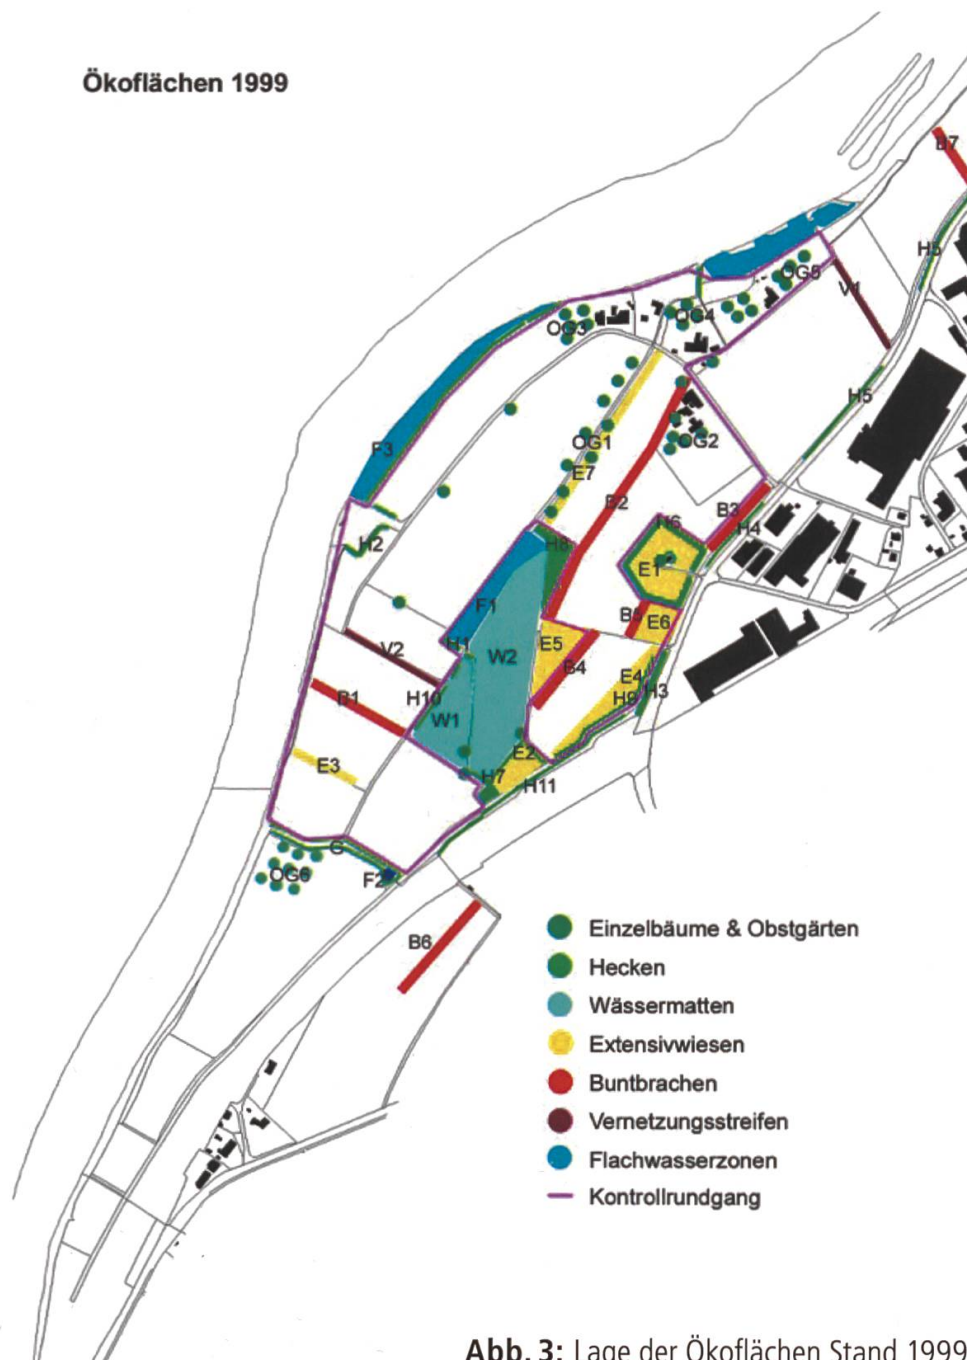 Ökoflächen 1999
B7
H5
OG5
V1
OG4
OG3
H5
OG1
OG2
F3
E7
B2
B3
H4
H6
H2
H8
E1
F1
B5
E6
H1
E5
V2
W2
B4
E4
H3
H9
H10
B1
W1
E2
E3
H7
H11
G
OG6
F2
B6
Einzelbäume & Obstgärten
Hecken
Wässermatten
Extensivwiesen
Buntbrachen
Vernetzungsstreifen
Flachwasserzonen
Kontrollrundgang
Abb. 3: Lage der Ökoflächen Stand 1999